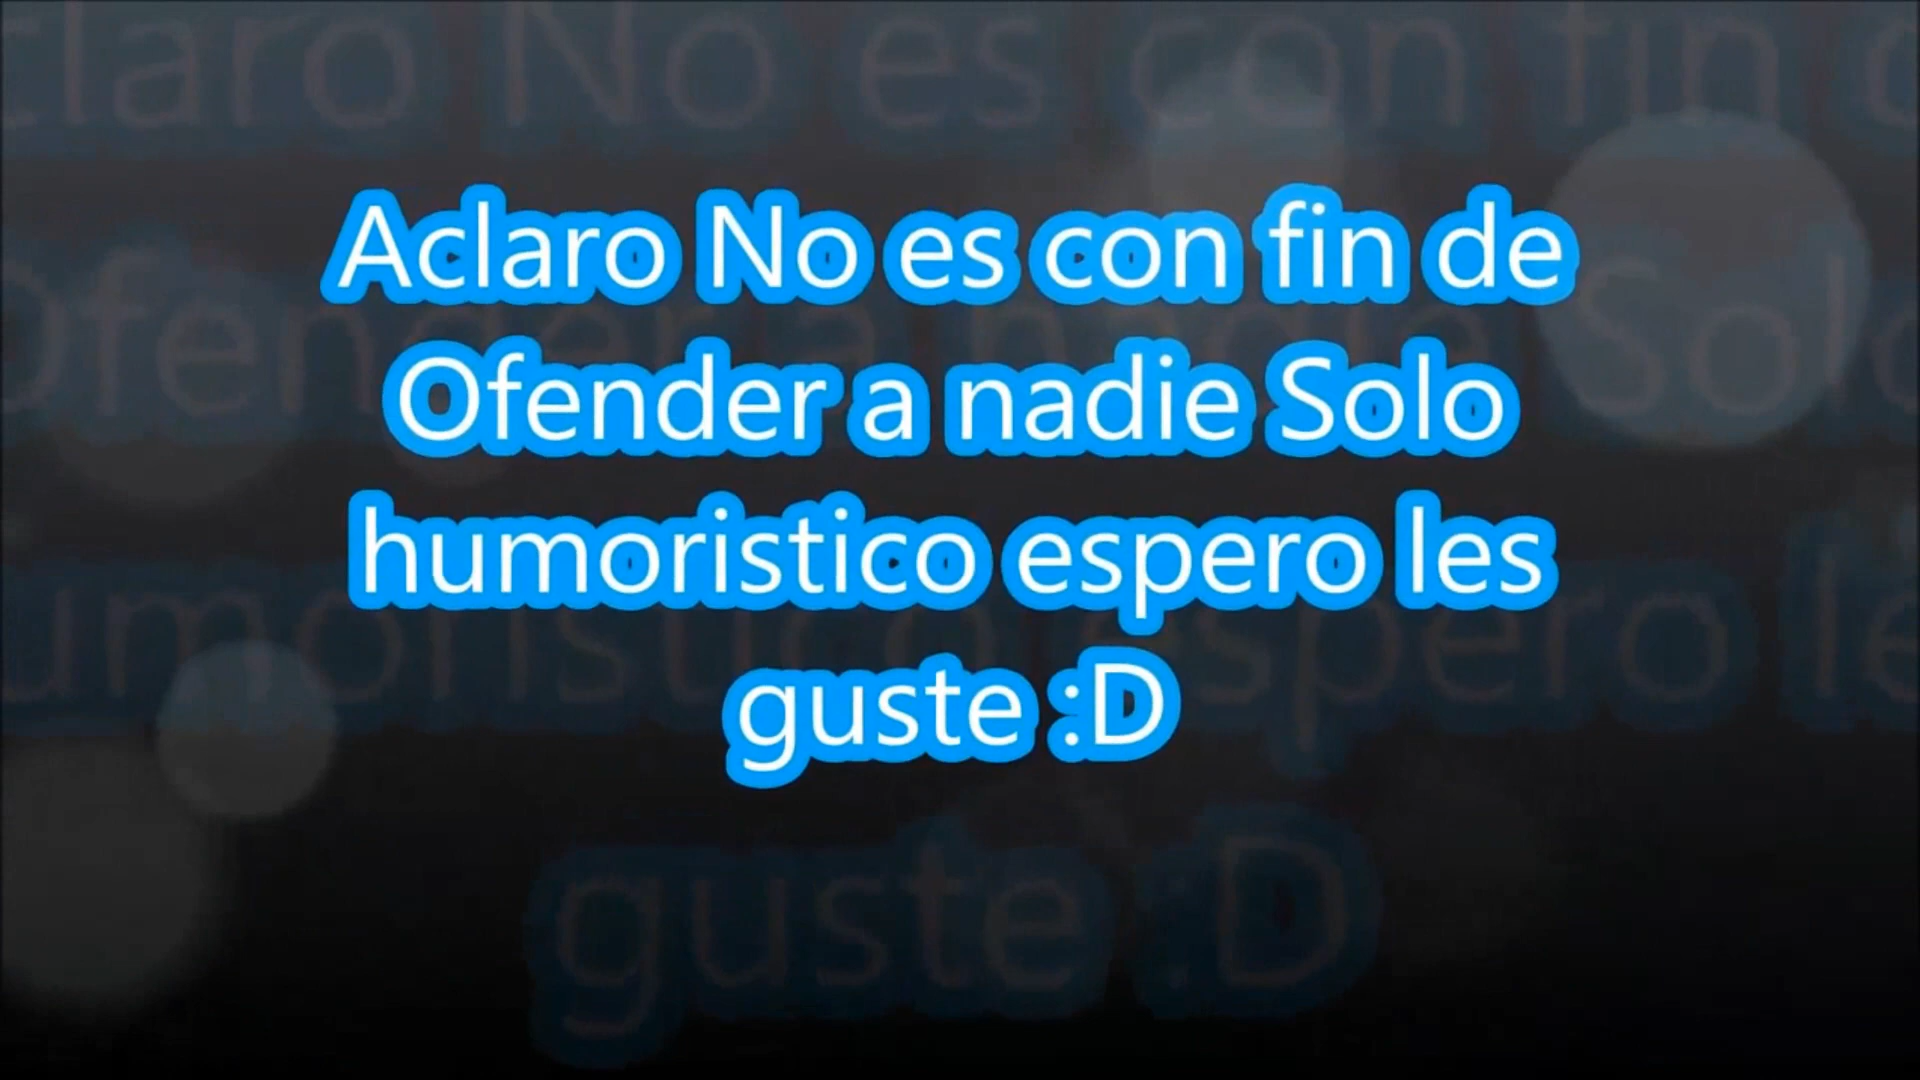 Aclaro No es con fin de
Ofender a nadie Solo
humoristico espero les
guste :D